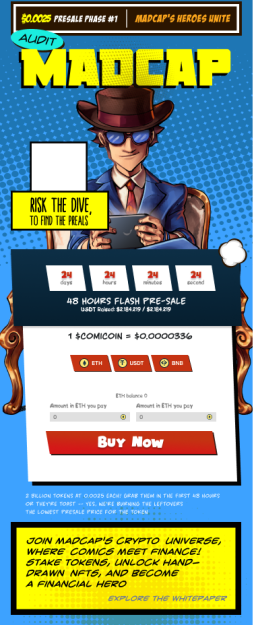 $0.0025 PRESALE PHASE #1 MADCAP'S HEROES UNITE
AUDIT
MADCAP
RISK THE DIVE,
TO FIND THE PREALS
24 24 24 24
days hours minutes second
48 HOURS FLASH PRE-SALE
USDT Raised: $2.184.219 / $2.184.219
1 $COMICOIN = $0.0000336
ETH USDT BNB
ETH balance 0
Amount in ETH you pay Amount in ETH you pay
0 0
BUY NOW
2 BILLION TOKENS AT 0.0025 EACH! GRAB THEM IN THE FIRST 48 HOURS
OR THEY'RE TOAST -- YES, WE'RE BURNING THE LEFTOVERS
THE LOWEST PRESALE PRICE FOR THE TOKEN
JOIN MADCAP'S CRYPTO UNIVERSE,
WHERE COMICS MEET FINANCE!
STAKE TOKENS, UNLOCK HAND-
DRAWN NFTS, AND BECOME
A FINANCIAL HERO
EXPLORE THE WHITEPAPER